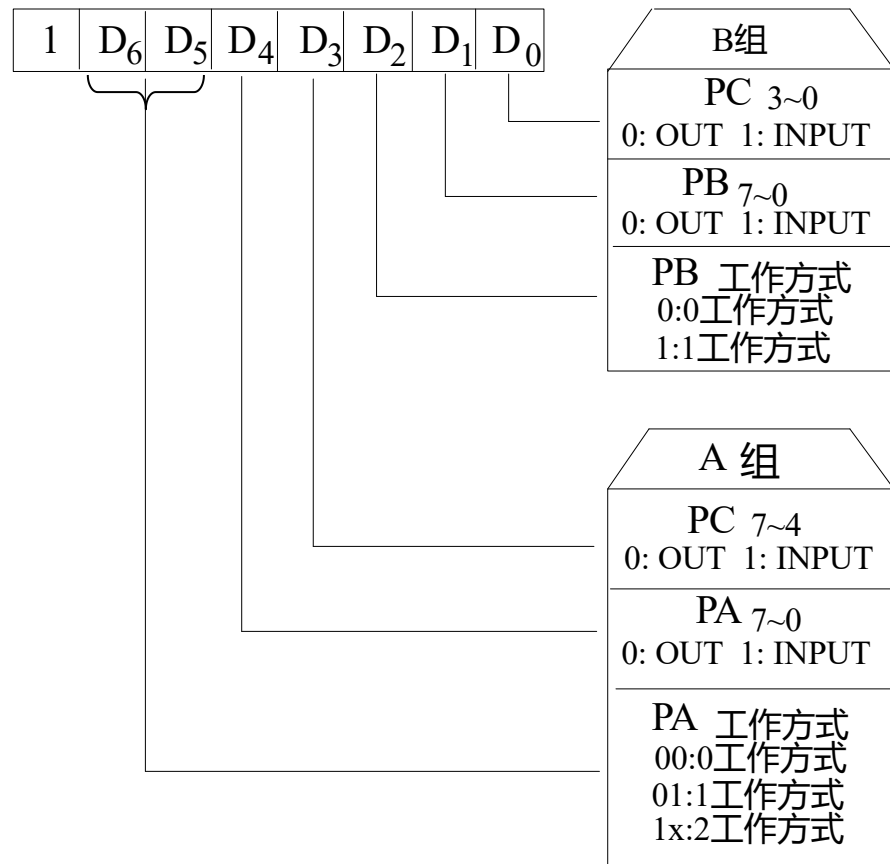 1 D6 D5 D4 D3 D2 D1 D0
B组
PC 3~0
0: OUT 1: INPUT
PB 7~0
0: OUT 1: INPUT
PB 工作方式
0:0工作方式
1:1工作方式
A 组
PC 7~4
0: OUT 1: INPUT
PA 7~0
0: OUT 1: INPUT
PA 工作方式
00:0工作方式
01:1工作方式
1x:2工作方式